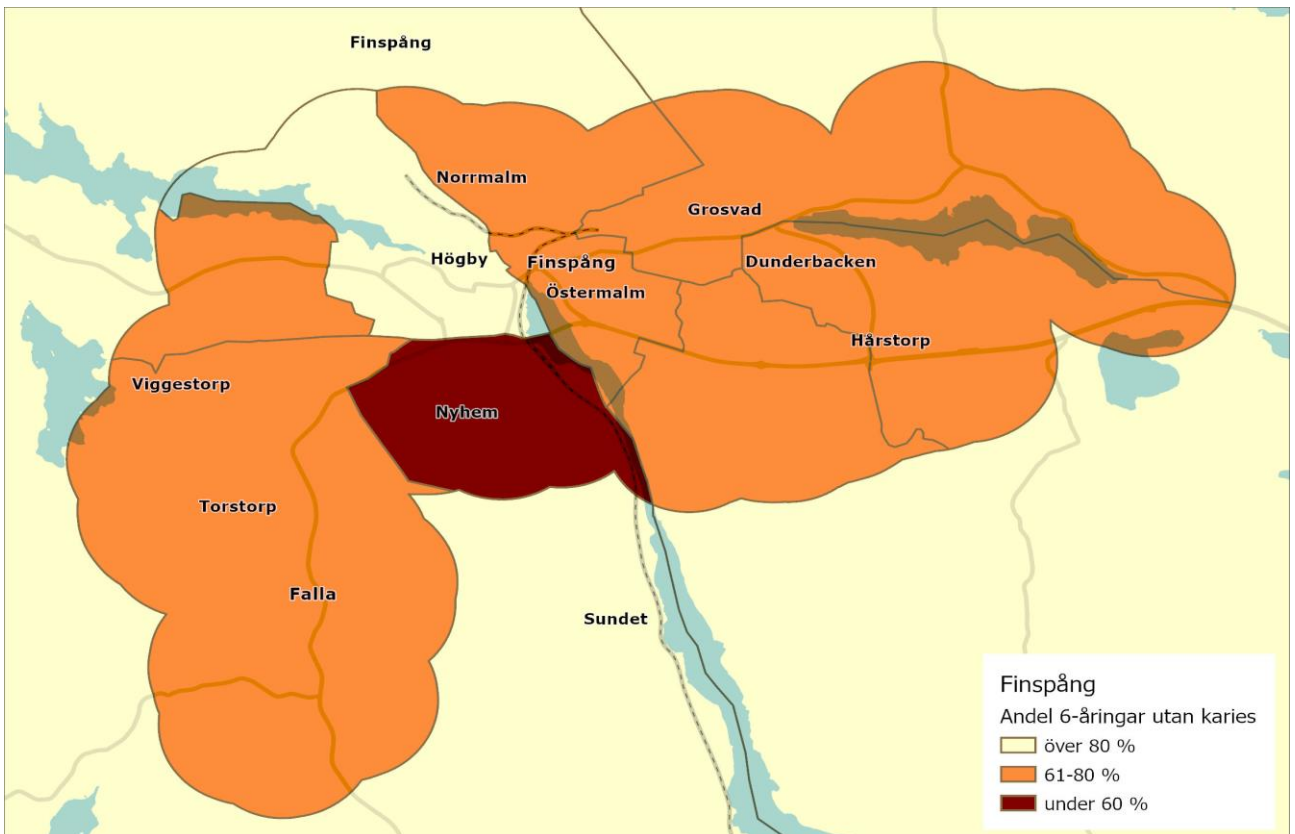 Finspång
Norrmalm
Grosvad
Högby
Finspång
Dunderbacken
Östermalm
Hårstorp
Viggestorp
Nyhem
Torstorp
Falla
Sundet
Finspång
Andel 6-åringar utan karies
över 80 %
61-80 %
under 60 %